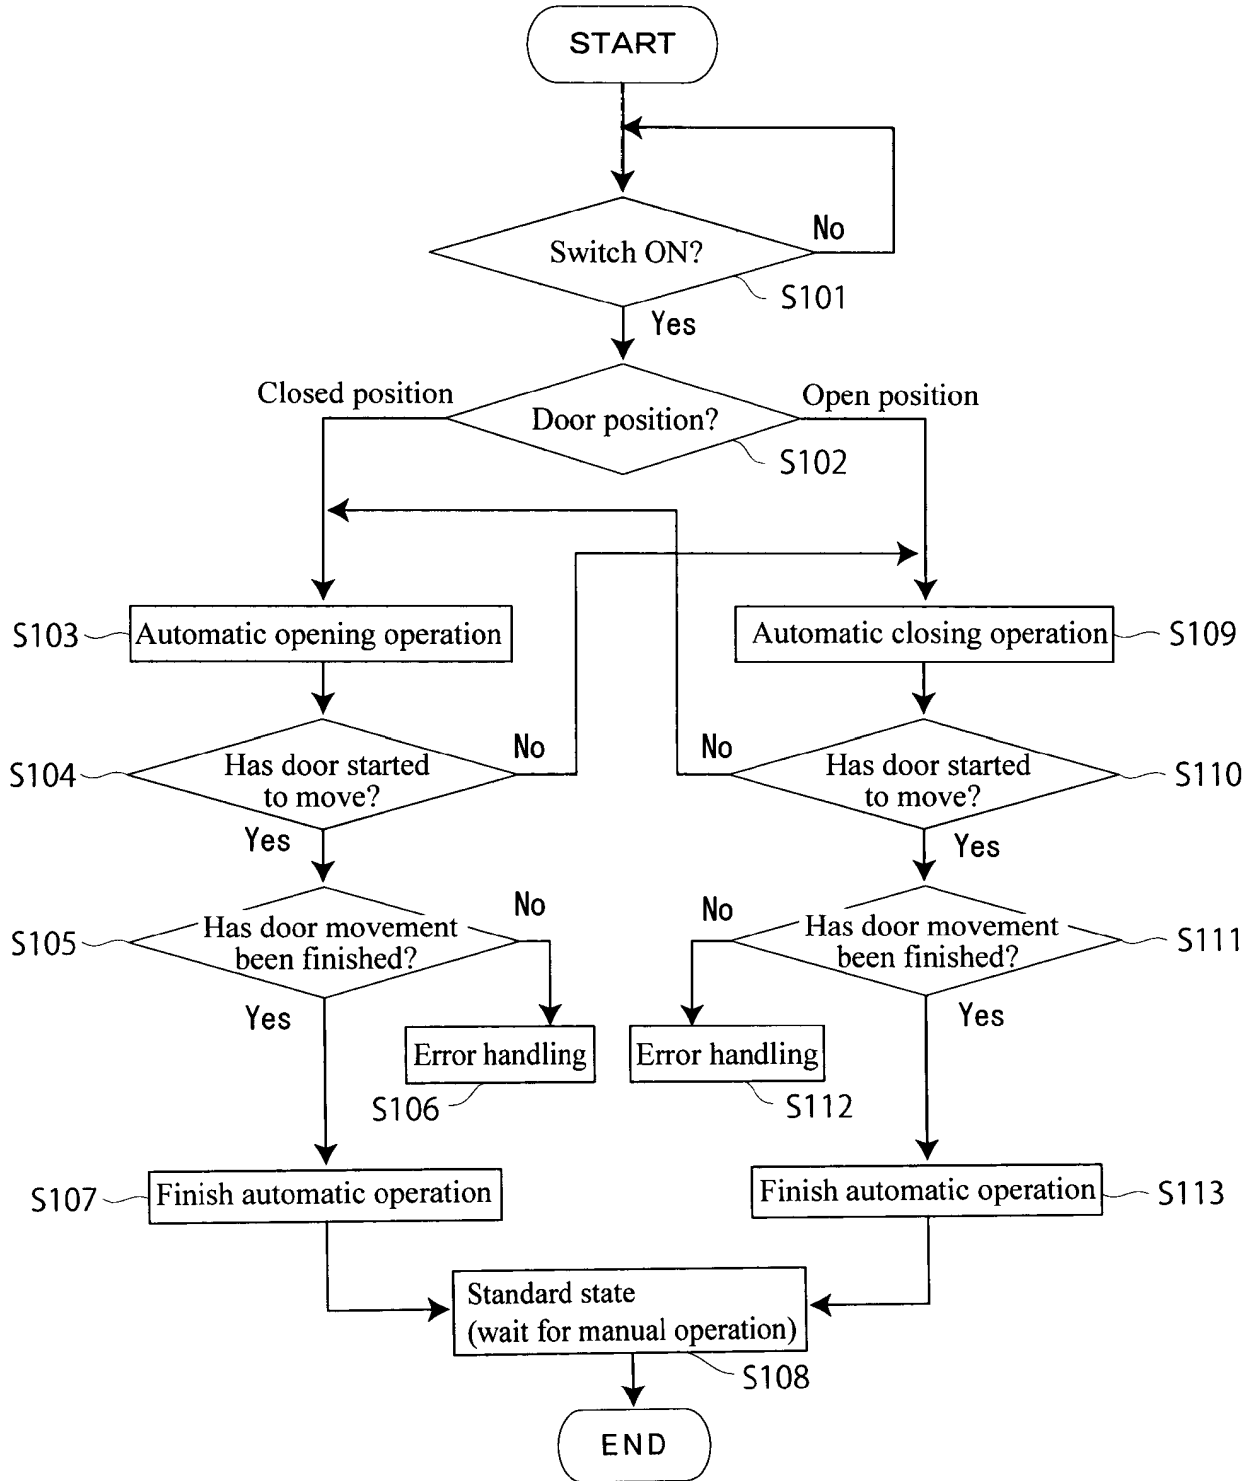 START
No
Switch ON?
S101
Yes
Closed position
Open position
Door position?
S102
S103
Automatic opening operation
Automatic closing operation
S109
No
No
S104
Has door started
to move?
Has door started
to move?
S110
Yes
Yes
No
No
S105
Has door movement
been finished?
Has door movement
been finished?
S111
Yes
Yes
Error handling
Error handling
S106
S112
S107
Finish automatic operation
Finish automatic operation
S113
Standard state
(wait for manual operation)
S108
END